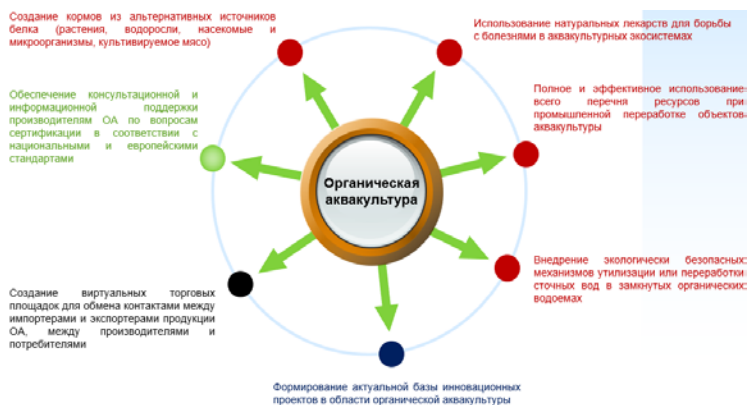 Создание кормов из альтернативных источников
белка (растения, водоросли, насекомые и
микроорганизмы, культивируемое мясо)
Использование натуральных лекарств для борьбы
с болезнями в аквакультурных экосистемах
Обеспечение консультационной и
информационной поддержки
производителям ОА по вопросам
сертификации в соответствии с
национальными и европейскими
стандартами
Полное и эффективное использование
всего перечня ресурсов при
промышленной переработке объектов
аквакультуры
Органическая
аквакультура
Внедрение экологически безопасных
механизмов утилизации или переработки
сточных вод в замкнутых органических
водоемах
Создание виртуальных торговых
площадок для обмена контактами между
импортерами и экспортерами продукции
ОА, между производителями и
потребителями
Формирование актуальной базы инновационных
проектов в области органической аквакультуры